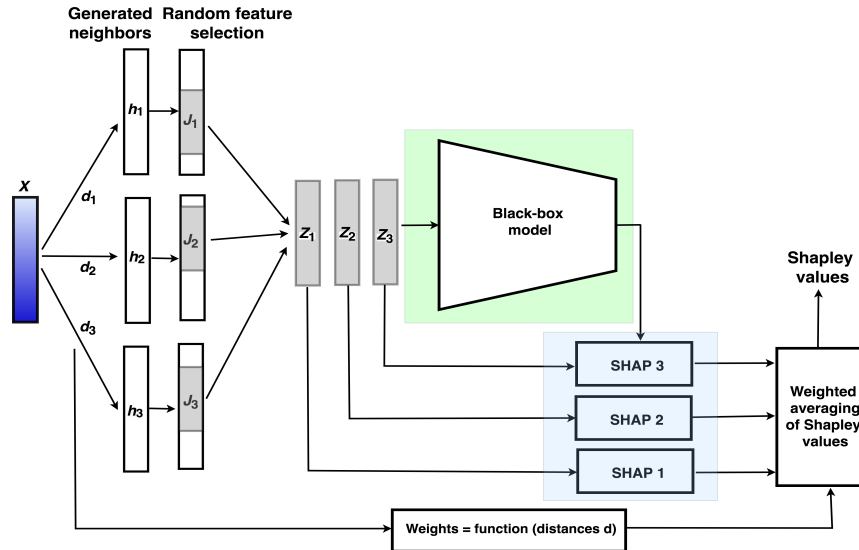 Generated
neighbors
Random feature
selection
X
d1
d2
d3
h1
h2
h3
J1
J2
J3
Z1
Z2
Z3
Black-box
model
Shapley
values
SHAP 3
SHAP 2
SHAP 1
Weighted
averaging
of Shapley
values
Weights = function (distances d)